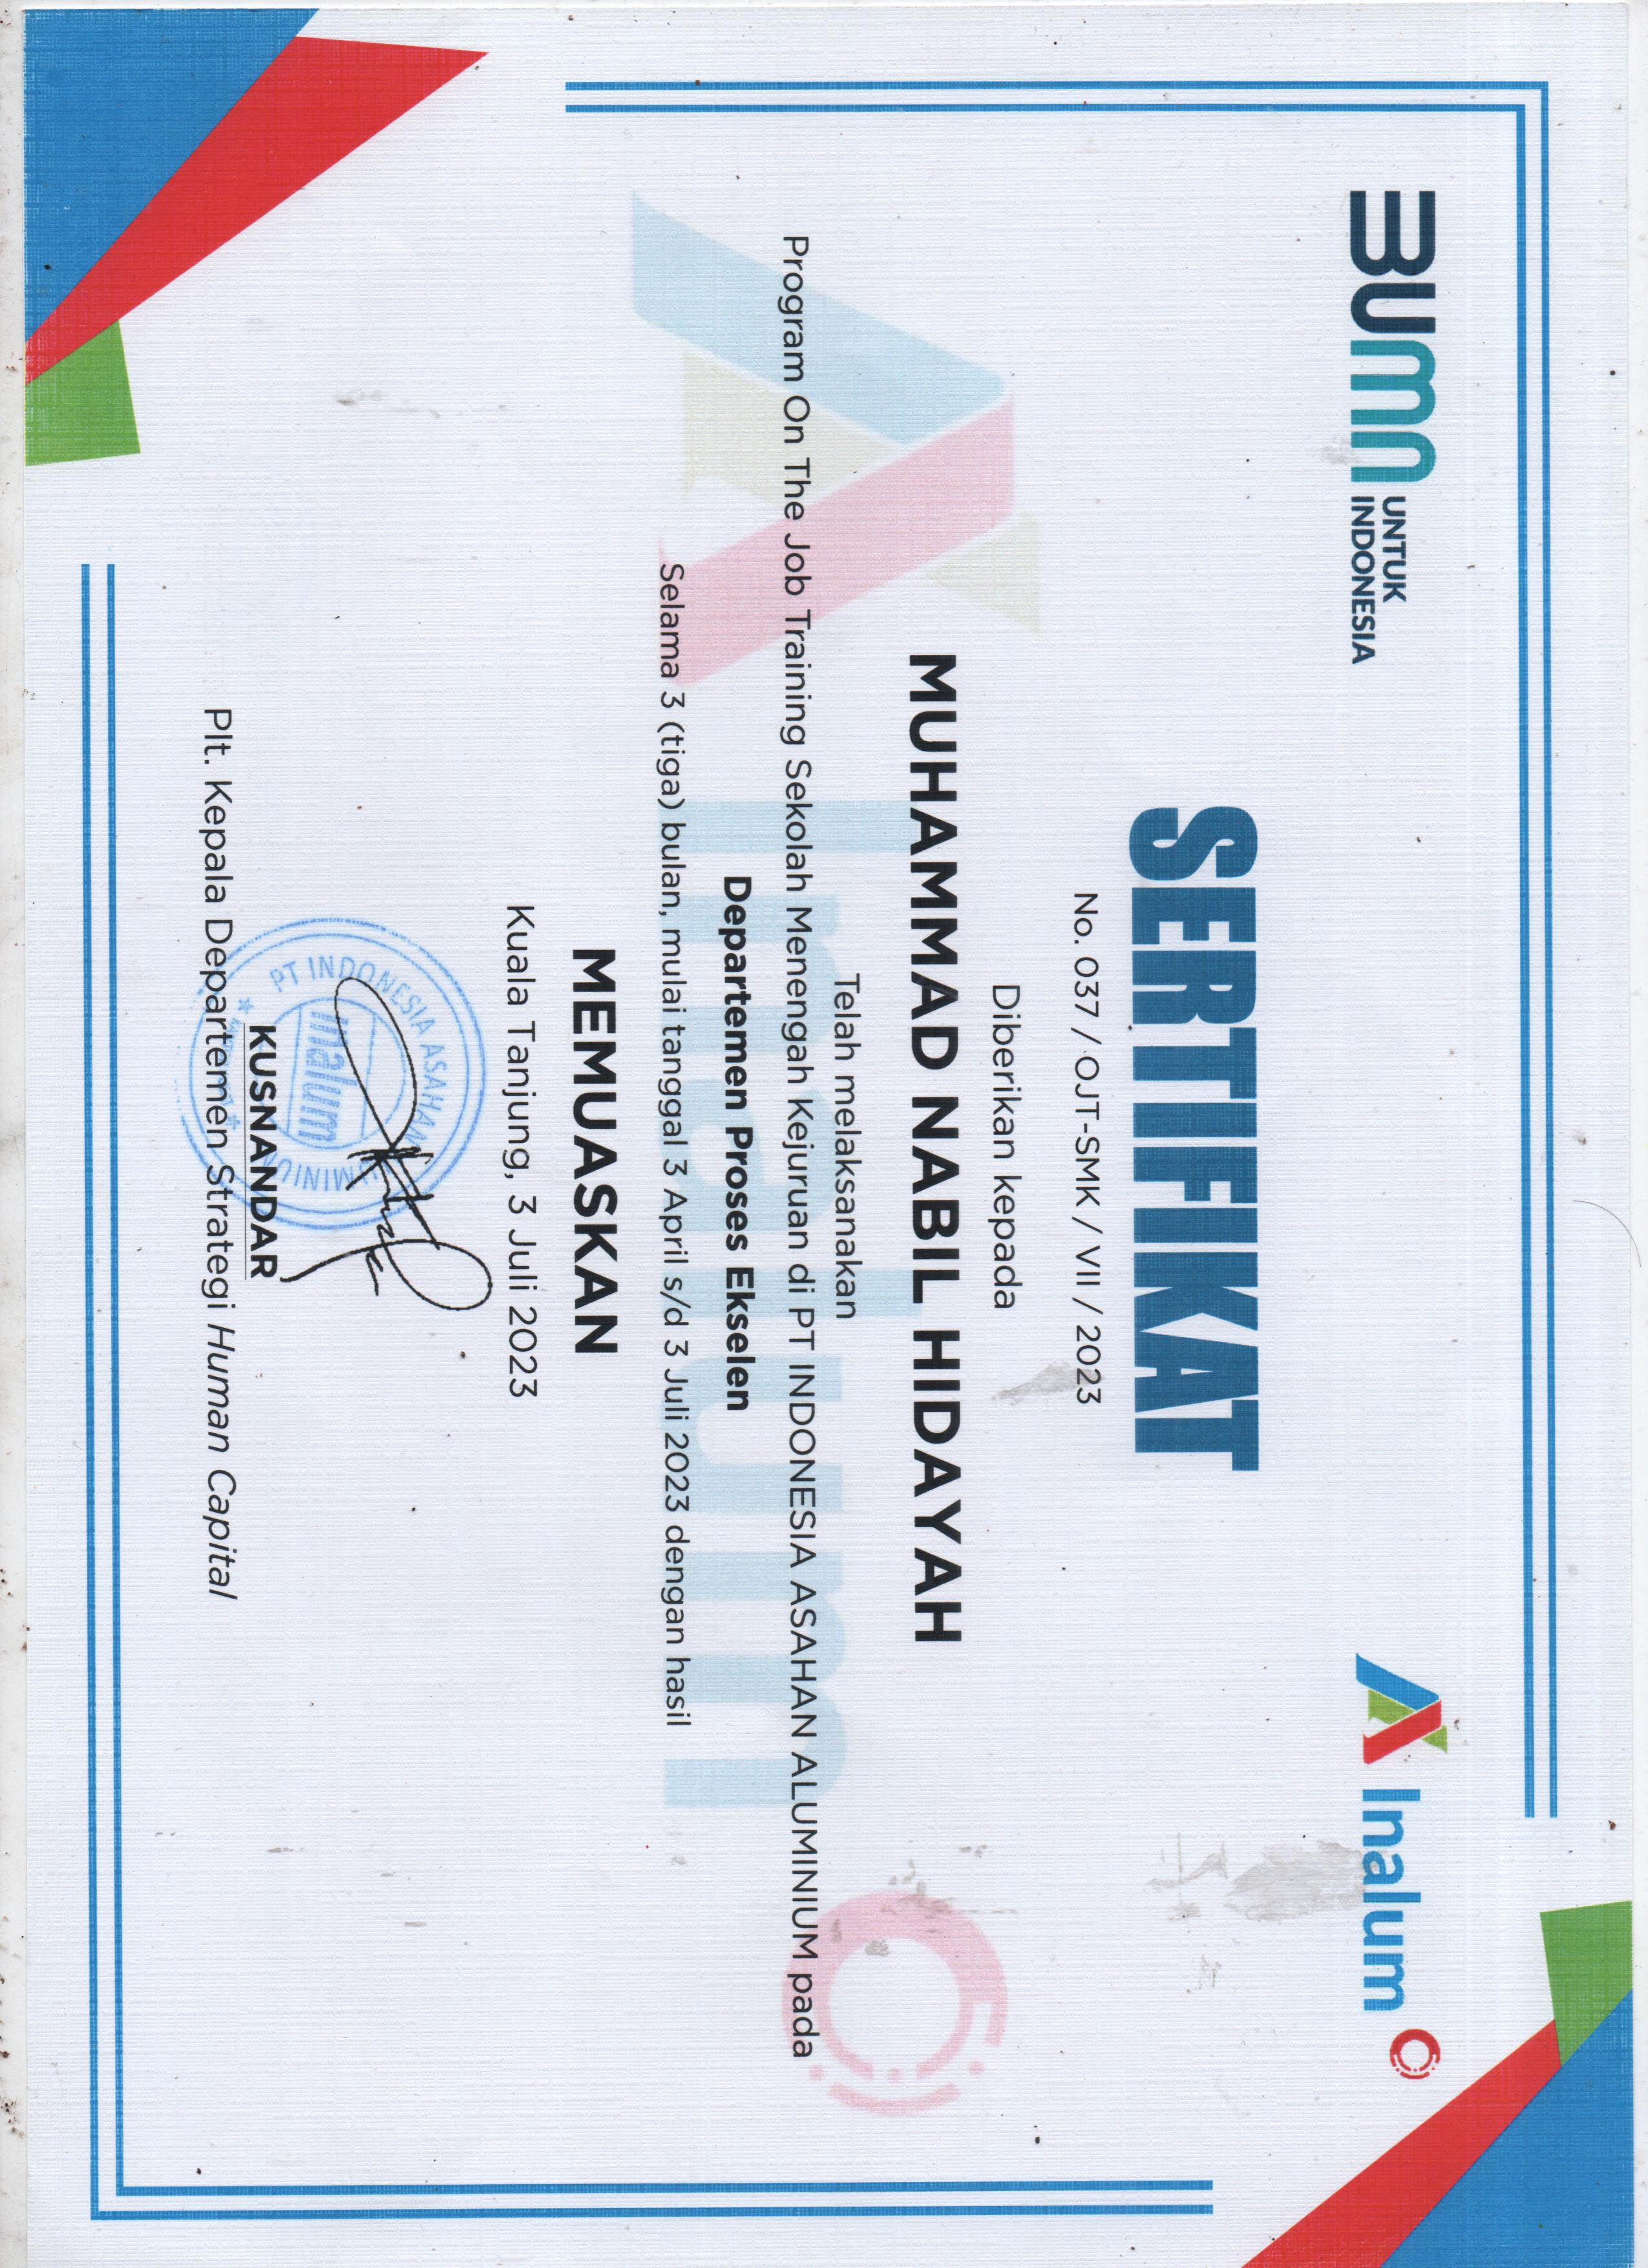 BUMN UNTUK
INDONESIA
Inalum
SERTIFIKAT
No. 037 / OJT-SMK / VII / 2023
Diberikan kepada
MUHAMMAD NABIL HIDAYAH
Telah melaksanakan
Program On The Job Training Sekolah Menengah Kejuruan di PT INDONESIA ASAHAN ALUMINIUM pada
Departemen Proses Ekselen
Selama 3 (tiga) bulan, mulai tanggal 3 April s/d 3 Juli 2023 dengan hasil
MEMUASKAN
Kuala Tanjung, 3 Juli 2023
PT INDONESIA ASAHAN
inalum
KUSNANDAR
Plt. Kepala Departemen Strategi Human Capital
Inalum